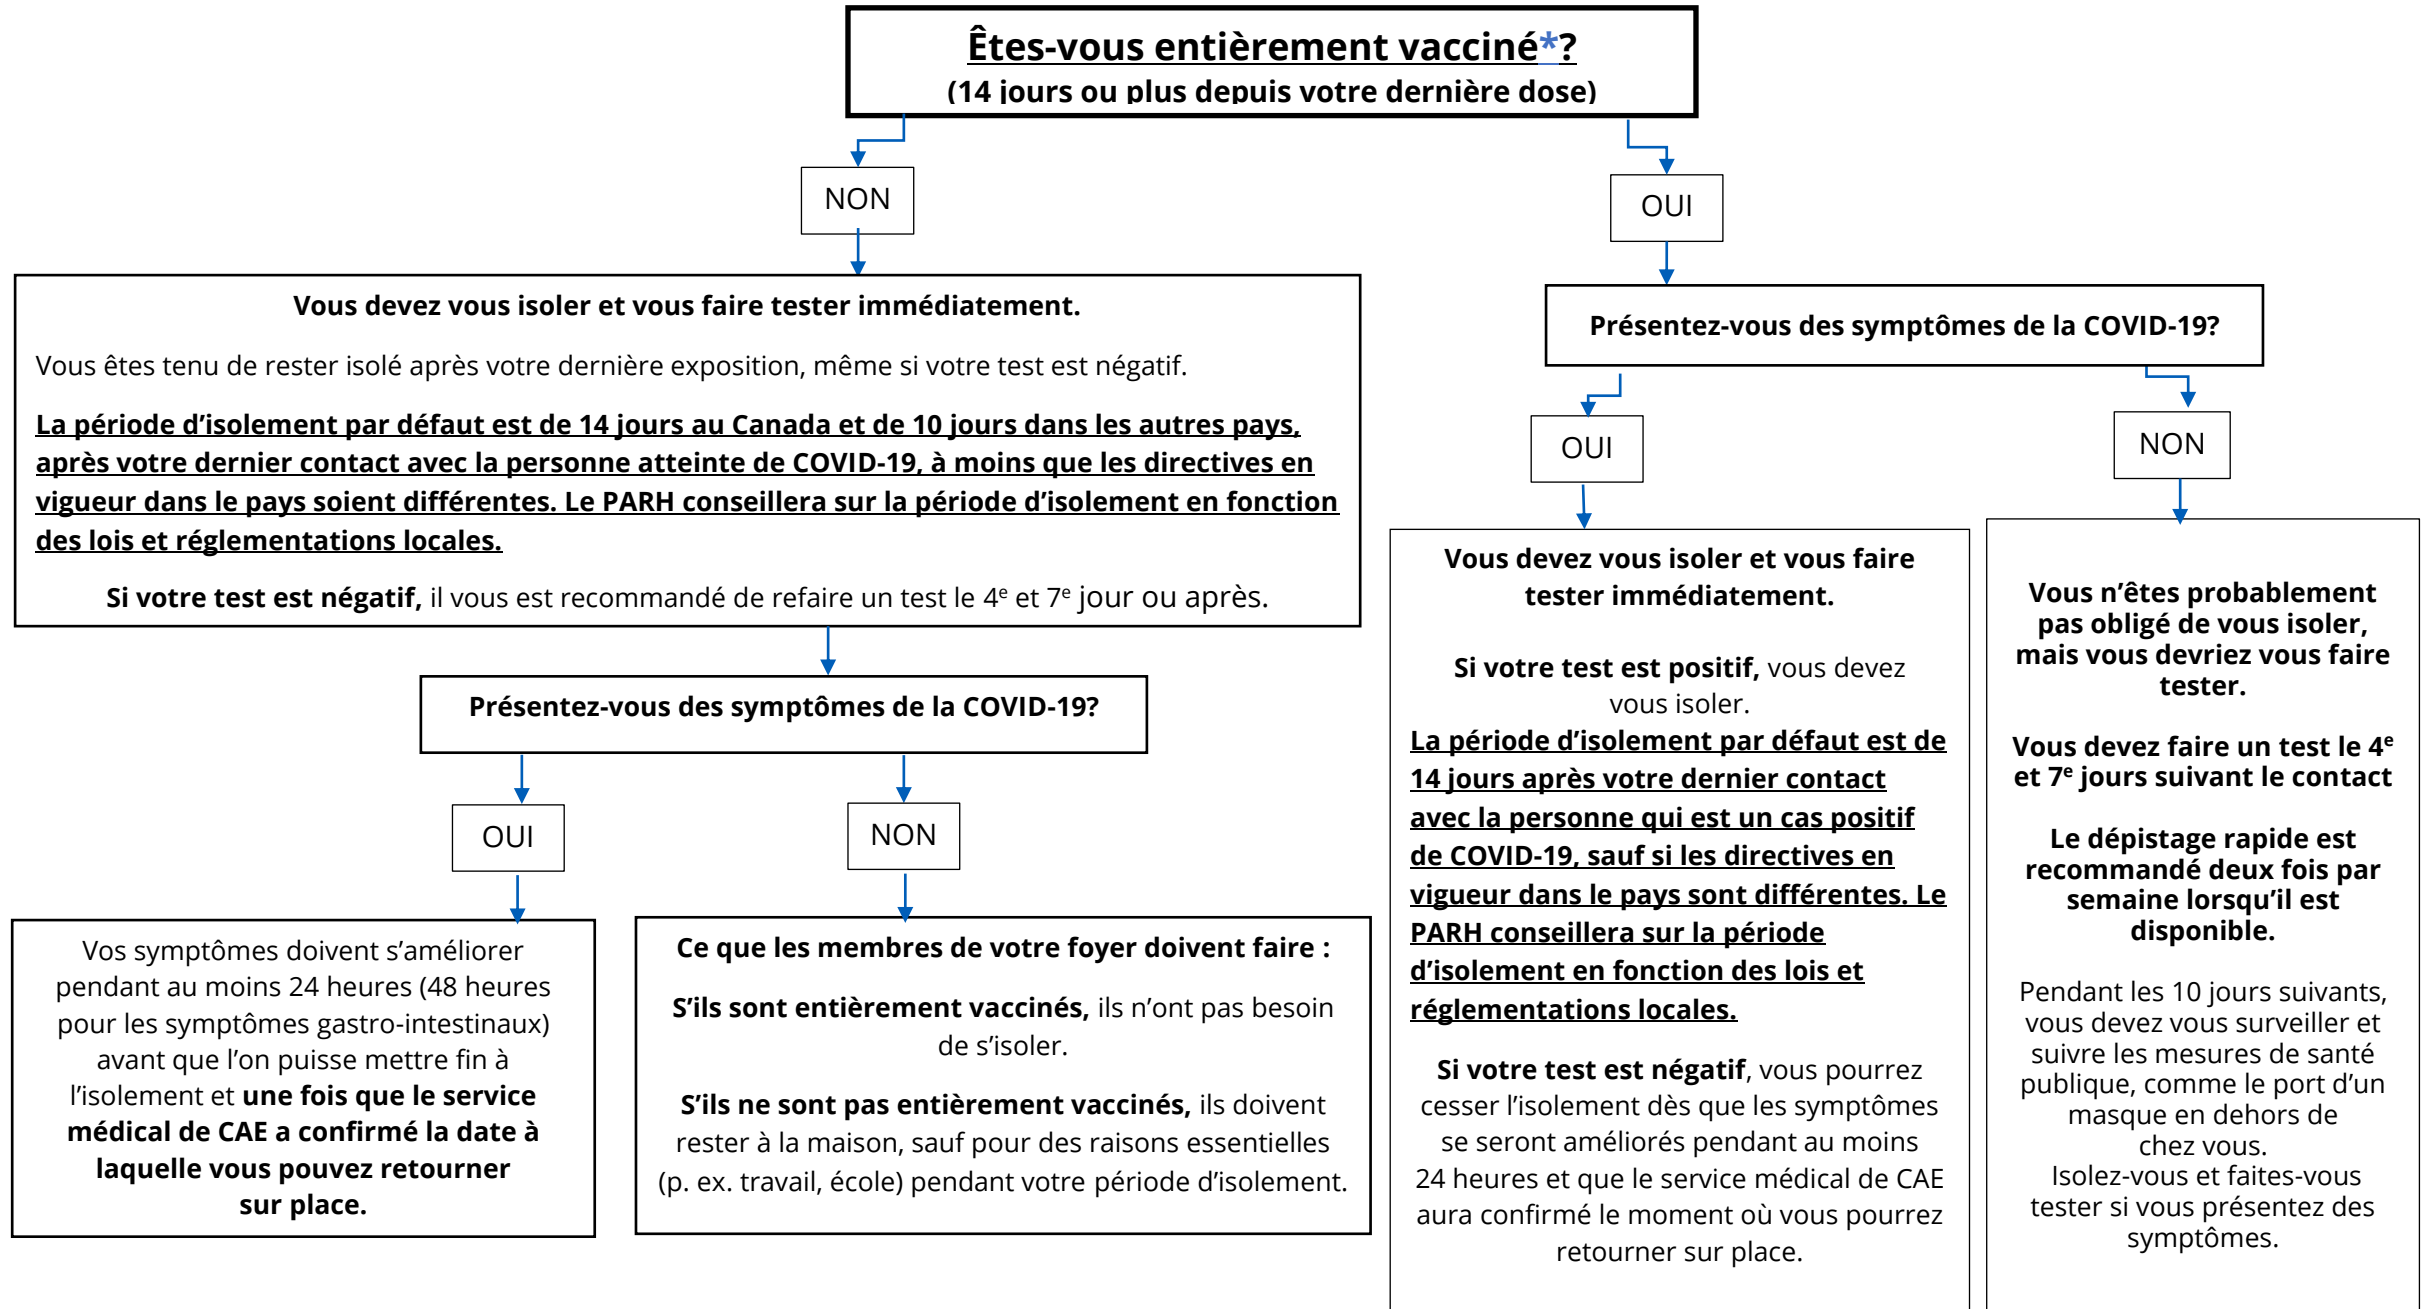 Êtes-vous entièrement vacciné*?
(14 jours ou plus depuis votre dernière dose)
NON
OUI
Vous devez vous isoler et vous faire tester immédiatement.
Vous êtes tenu de rester isolé après votre dernière exposition, même si votre test est négatif.
La période d’isolement par défaut est de 14 jours au Canada et de 10 jours dans les autres pays,
après votre dernier contact avec la personne atteinte de COVID-19, à moins que les directives en
vigueur dans le pays soient différentes. Le PARH conseillera sur la période d’isolement en fonction
des lois et réglementations locales.
Si votre test est négatif, il vous est recommandé de refaire un test le 4e et 7e jour ou après.
Présentez-vous des symptômes de la COVID-19?
OUI
NON
Vos symptômes doivent s’améliorer
pendant au moins 24 heures (48 heures
pour les symptômes gastro-intestinaux)
avant que l’on puisse mettre fin à
l’isolement et une fois que le service
médical de CAE a confirmé la date à
laquelle vous pouvez retourner
sur place.
Ce que les membres de votre foyer doivent faire :
S’ils sont entièrement vaccinés, ils n’ont pas besoin
de s’isoler.
S’ils ne sont pas entièrement vaccinés, ils doivent
rester à la maison, sauf pour des raisons essentielles
(p. ex. travail, école) pendant votre période d’isolement.
Présentez-vous des symptômes de la COVID-19?
OUI
NON
Vous devez vous isoler et vous faire
tester immédiatement.
Si votre test est positif, vous devez
vous isoler.
La période d’isolement par défaut est de
14 jours après votre dernier contact
avec la personne qui est un cas positif
de COVID-19, sauf si les directives en
vigueur dans le pays sont différentes. Le
PARH conseillera sur la période
d’isolement en fonction des lois et
réglementations locales.
Si votre test est négatif, vous pourrez
cesser l’isolement dès que les symptômes
se seront améliorés pendant au moins
24 heures et que le service médical de CAE
aura confirmé le moment où vous pourrez
retourner sur place.
Vous n’êtes probablement
pas obligé de vous isoler,
mais vous devriez vous faire
tester.
Vous devez faire un test le 4e
et 7e jours suivant le contact
Le dépistage rapide est
recommandé deux fois par
semaine lorsqu’il est
disponible.
Pendant les 10 jours suivants,
vous devez vous surveiller et
suivre les mesures de santé
publique, comme le port d’un
masque en dehors de
chez vous.
Isolez-vous et faites-vous
tester si vous présentez des
symptômes.